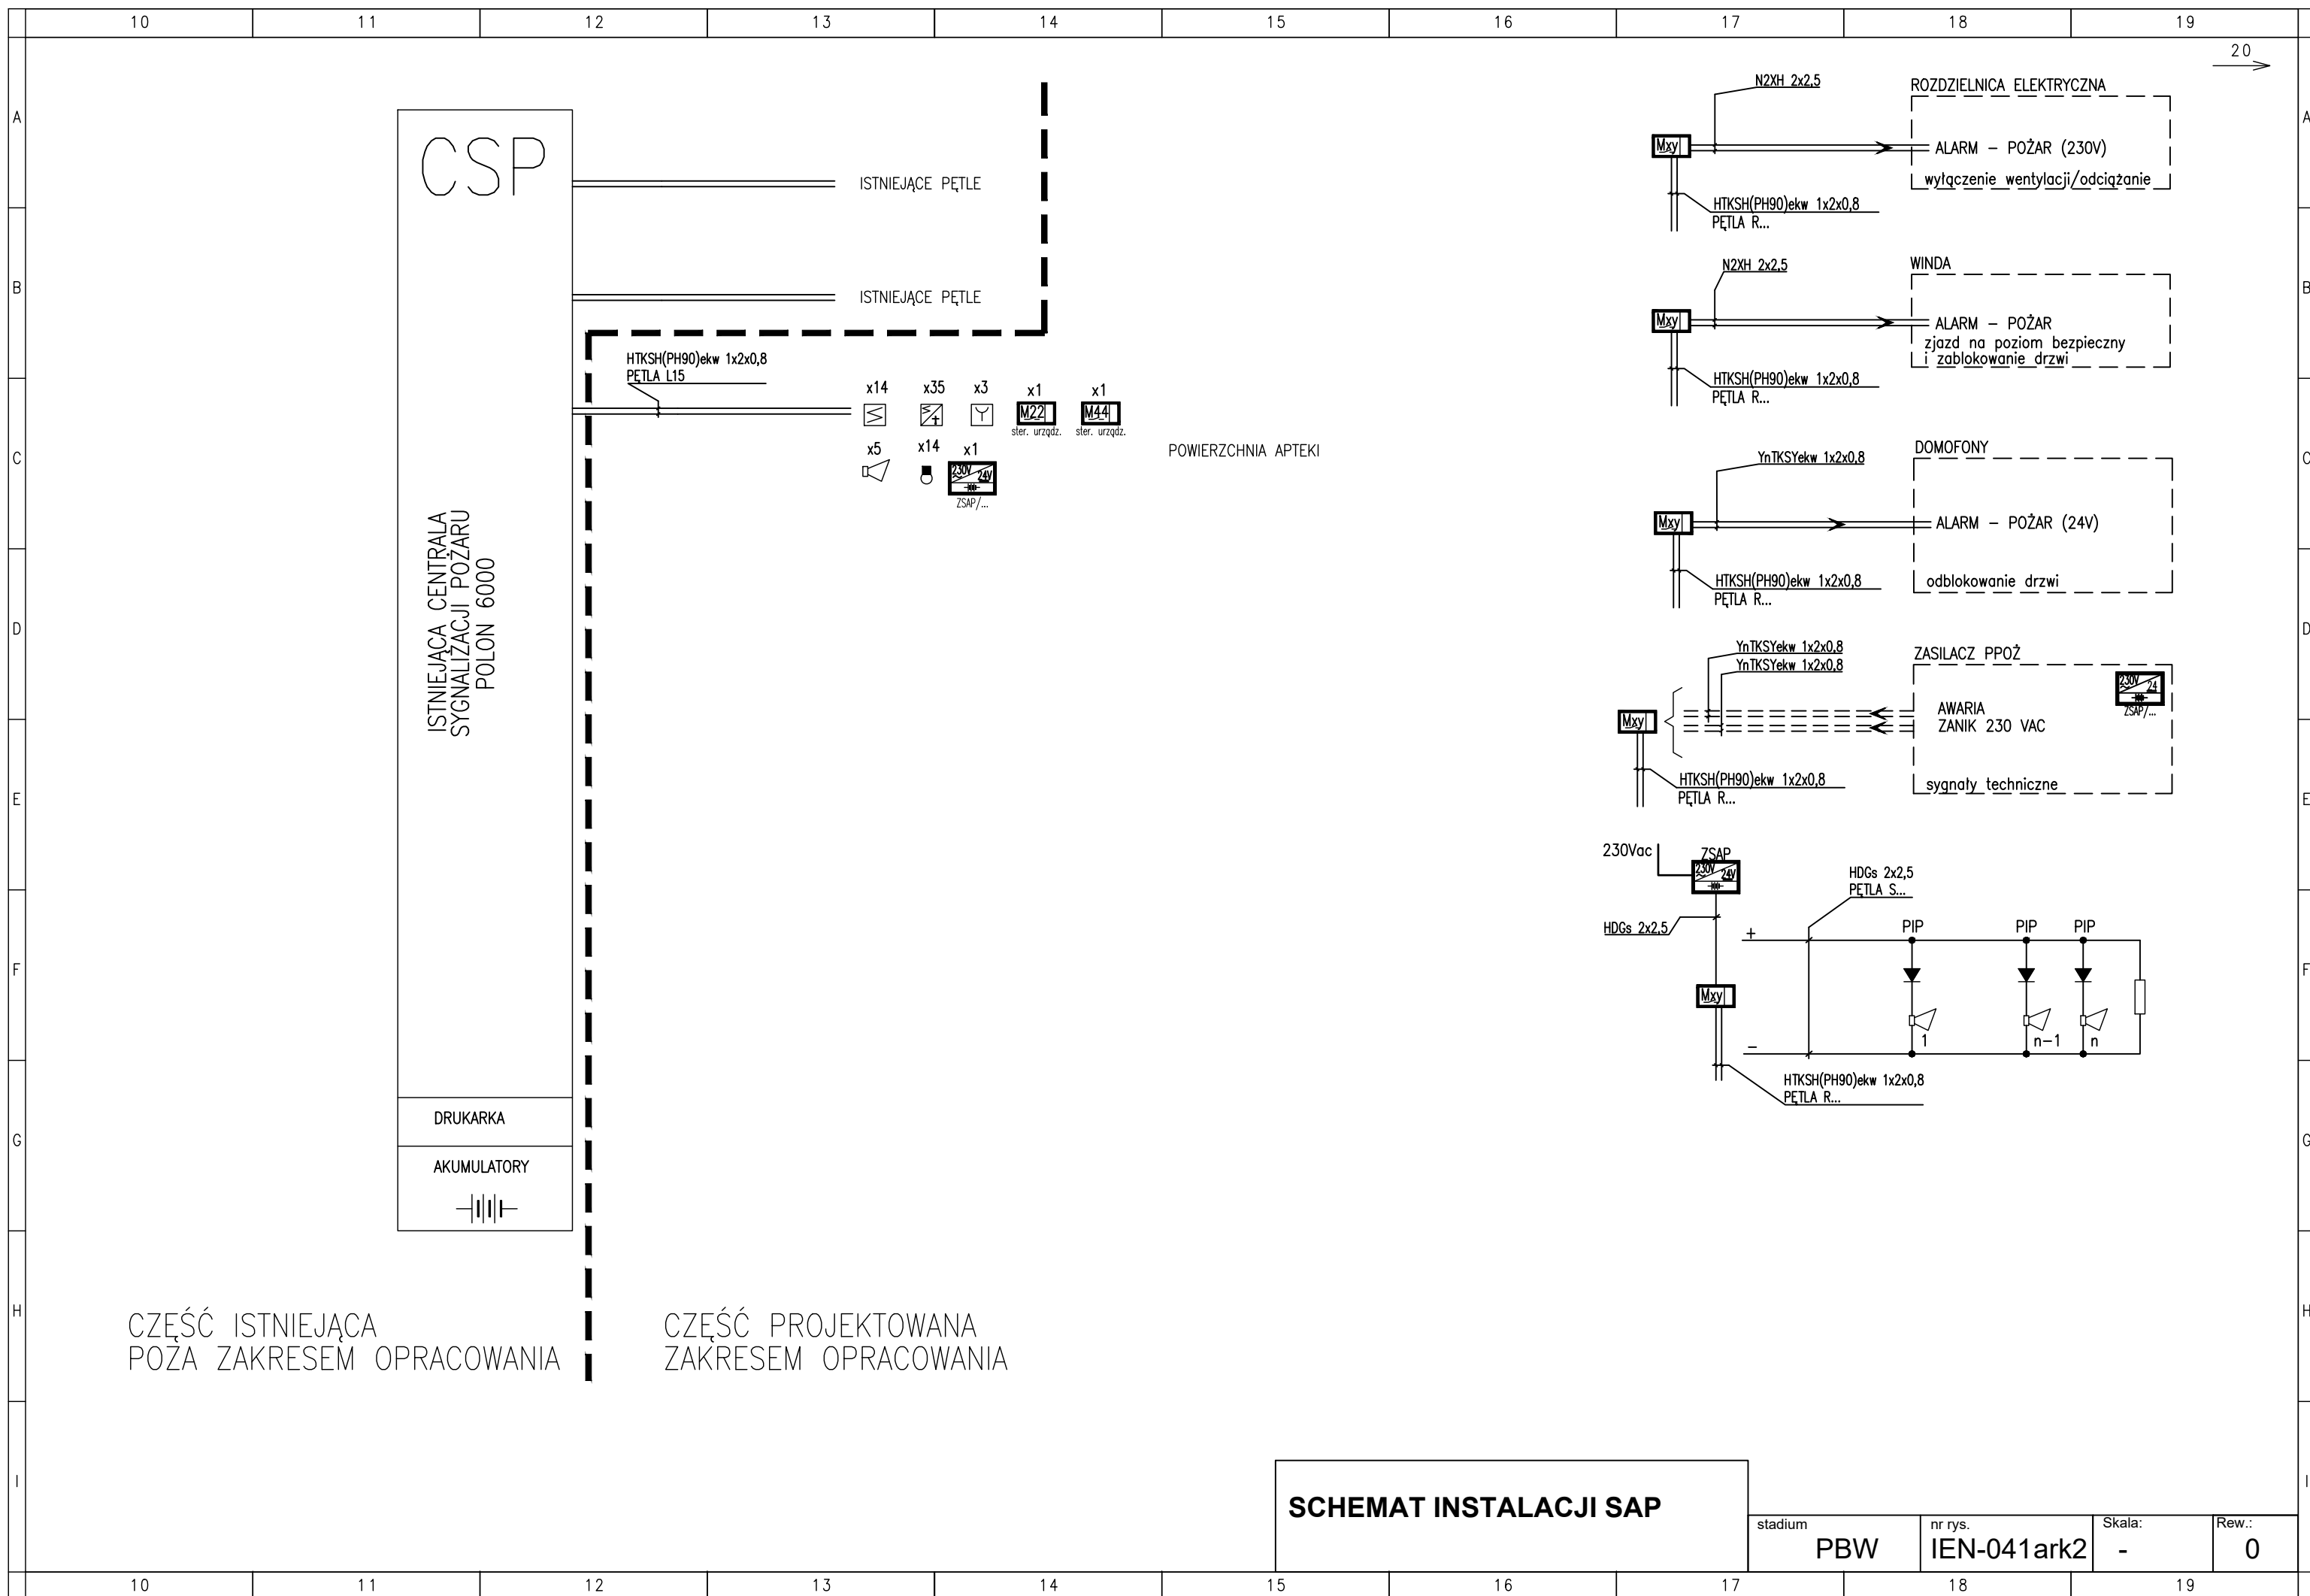 10 11 12 13 14 15 16 17 18 19
20
A A
B B
C C
D D
E E
F F
G G
H H
I I
CSP
ISTNIEJĄCA CENTRALA
SYGNALIZACJI POŻARU
POLON 6000
DRUKARKA
AKUMULATORY
ISTNIEJĄCE PĘTLE
ISTNIEJĄCE PĘTLE
HTKSH(PH90)ekw 1x2x0,8
PĘTLA L15
x14 x35 x3 x1 x1
M22 M44
ster. urządz. ster. urządz.
x5 x14 x1
230V 24V
ZSAP/...
POWIERZCHNIA APTEKI
CZĘŚĆ ISTNIEJĄCA
POZA ZAKRESEM OPRACOWANIA
CZĘŚĆ PROJEKTOWANA
ZAKRESEM OPRACOWANIA
N2XH 2x2,5
ROZDZIELNICA ELEKTRYCZNA
Mxy
ALARM – POŻAR (230V)
wyłączenie wentylacji/odciążanie
HTKSH(PH90)ekw 1x2x0,8
PĘTLA R...
N2XH 2x2,5
WINDA
Mxy
ALARM – POŻAR
zjazd na poziom bezpieczny
i zablokowanie drzwi
HTKSH(PH90)ekw 1x2x0,8
PĘTLA R...
YnTKSYekw 1x2x0,8
DOMOFONY
Mxy
ALARM – POŻAR (24V)
odblokowanie drzwi
HTKSH(PH90)ekw 1x2x0,8
PĘTLA R...
YnTKSYekw 1x2x0,8
YnTKSYekw 1x2x0,8
ZASILACZ PPOŻ
230V 24
ZSAP/...
Mxy
AWARIA
ZANIK 230 VAC
sygnały techniczne
HTKSH(PH90)ekw 1x2x0,8
PĘTLA R...
230Vac
ZSAP
230V 24V
HDGs 2x2,5
PĘTLA S...
HDGs 2x2,5
+
PIP PIP PIP
Mxy
1 n–1 n
–
HTKSH(PH90)ekw 1x2x0,8
PĘTLA R...
SCHEMAT INSTALACJI SAP
stadium
PBW
nr rys.
IEN-041ark2
Skala:
-
Rew.:
0
10 11 12 13 14 15 16 17 18 19